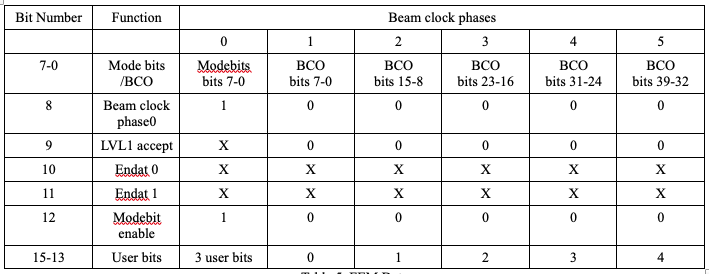 Bit Number Function Beam clock phases
0 1 2 3 4 5
7-0 Mode bits /BCO Modebits bits 7-0 BCO bits 7-0 BCO bits 15-8 BCO bits 23-16 BCO bits 31-24 BCO bits 39-32
8 Beam clock phase0 1 0 0 0 0 0
9 LVL1 accept X 0 0 0 0 0
10 Endat 0 X X X X X X
11 Endat 1 X X X X X X
12 Modebit enable 1 0 0 0 0 0
15-13 User bits 3 user bits 0 1 2 3 4